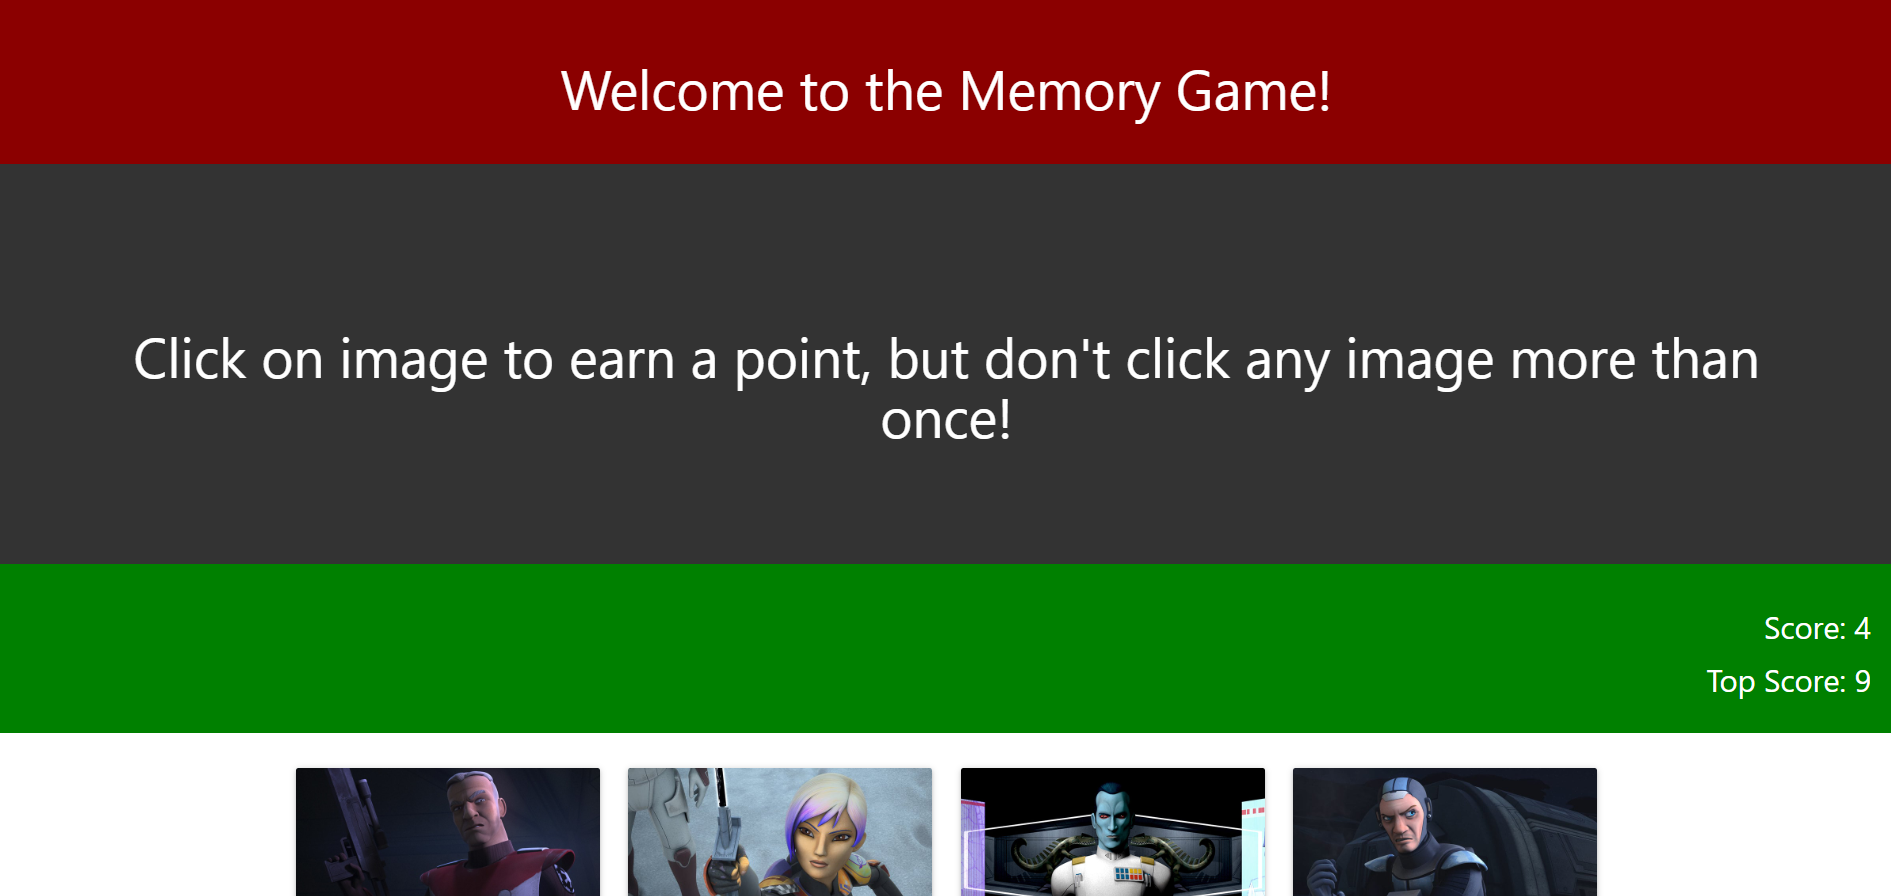 Welcome to the Memory Game!
Click on image to earn a point, but don't click any image more than
once!
Score: 4
Top Score: 9